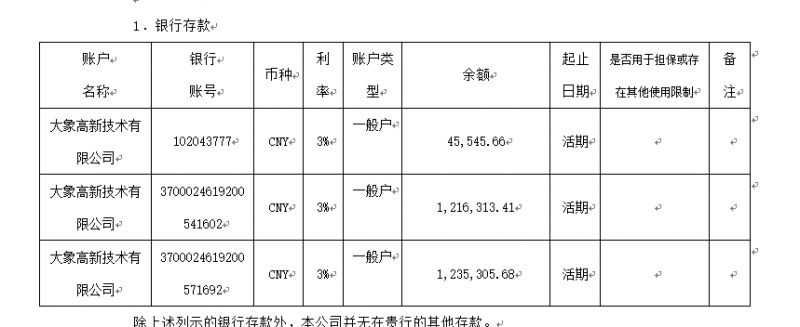 1．银行存款
账户名称 银行账号 币种 利率 账户类型 余额 起止日期 是否用于担保或存在其他使用限制 备注
大象高新技术有限公司 102043777 CNY 3% 一般户 45,545.66 活期
大象高新技术有限公司 3700024619200541602 CNY 3% 一般户 1,216,313.41 活期
大象高新技术有限公司 3700024619200571692 CNY 3% 一般户 1,235,305.68 活期
除上述列示的银行存款外，本公司并无在贵行的其他存款。